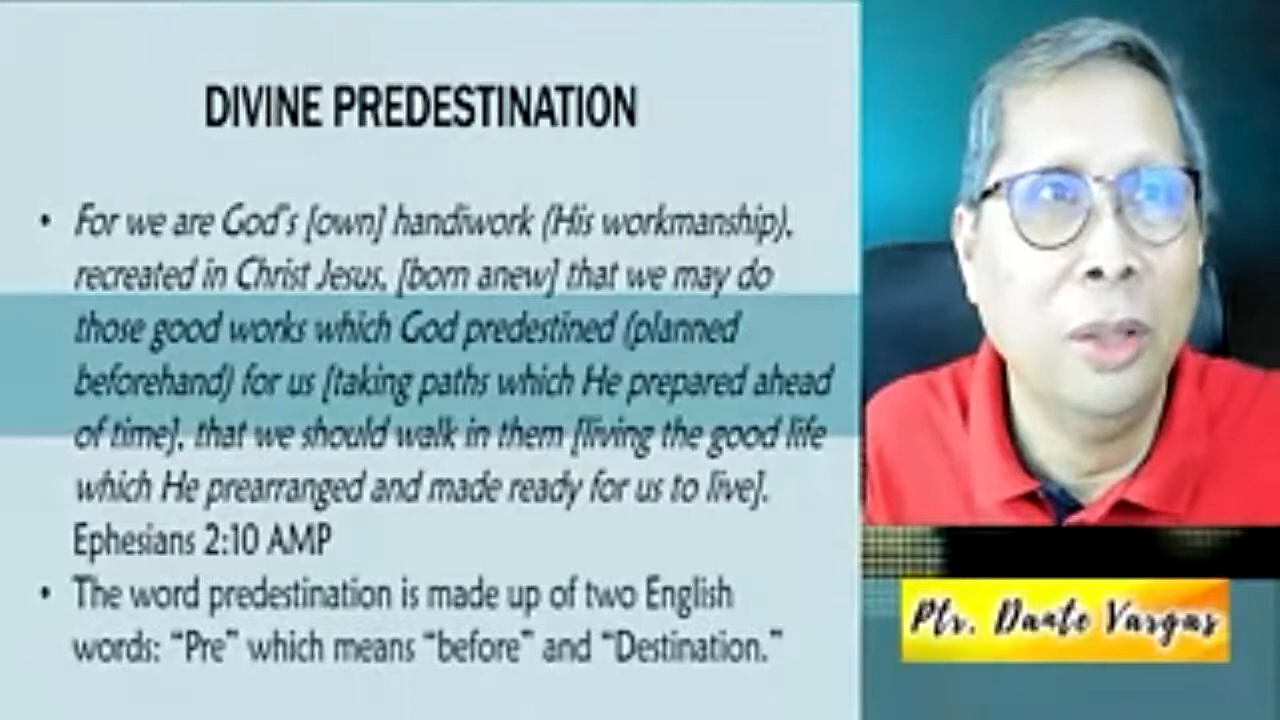 DIVINE PREDESTINATION
• For we are God's [own] handiwork (His workmanship),
recreated in Christ Jesus, [born anew] that we may do
those good works which God predestined (planned
beforehand) for us [taking paths which He prepared ahead
of time], that we should walk in them [living the good life
which He prearranged and made ready for us to live].
Ephesians 2:10 AMP
• The word predestination is made up of two English
words: “Pre” which means “before” and “Destination.”
Ptr. Dante Vargas